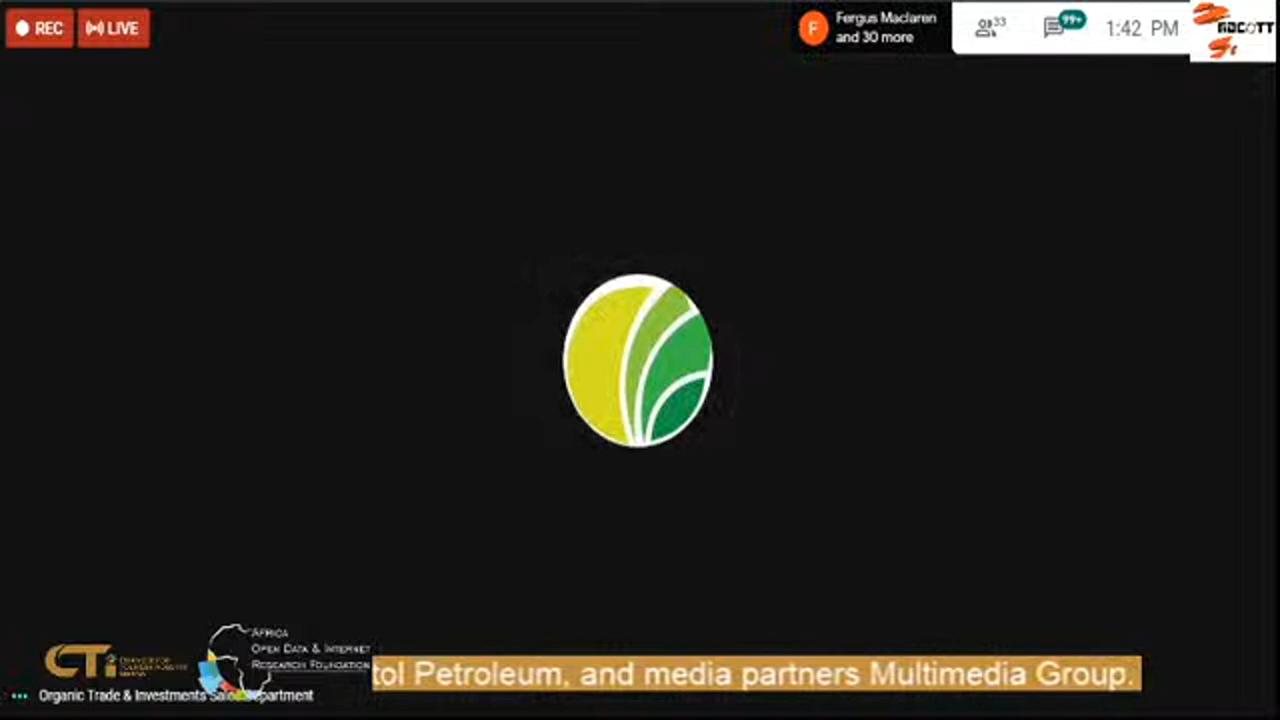 REC
LIVE
F
Fergus Maclaren
and 30 more
33
99+
1:42 PM
CTi
AFRICA
OPEN DATA & INTERNET
RESEARCH FOUNDATION
tol Petroleum, and media partners Multimedia Group.
Organic Trade & Investments Sales Department